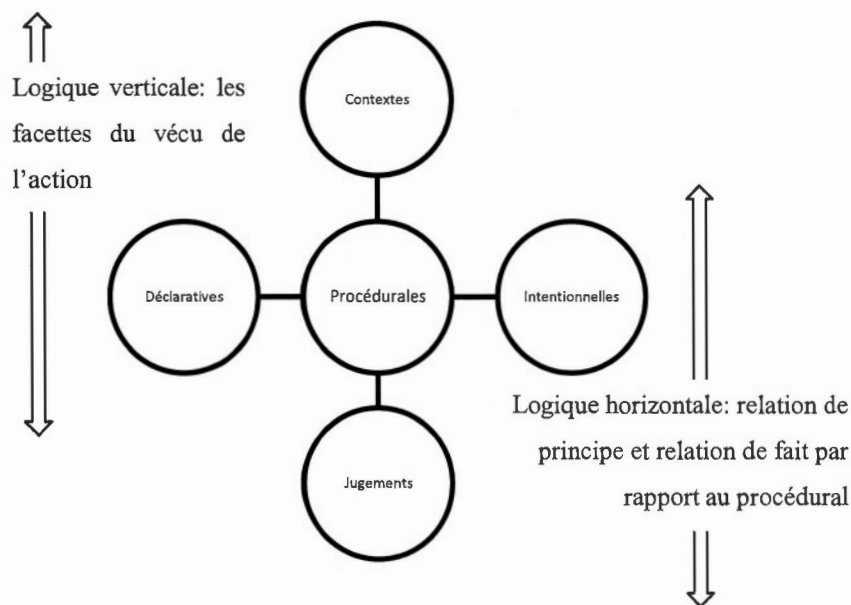 Logique verticale: les
facettes du vécu de
l'action
Contextes
Déclaratives
Procédurales
Intentionnelles
Logique horizontale: relation de
principe et relation de fait par
rapport au procédural
Jugements